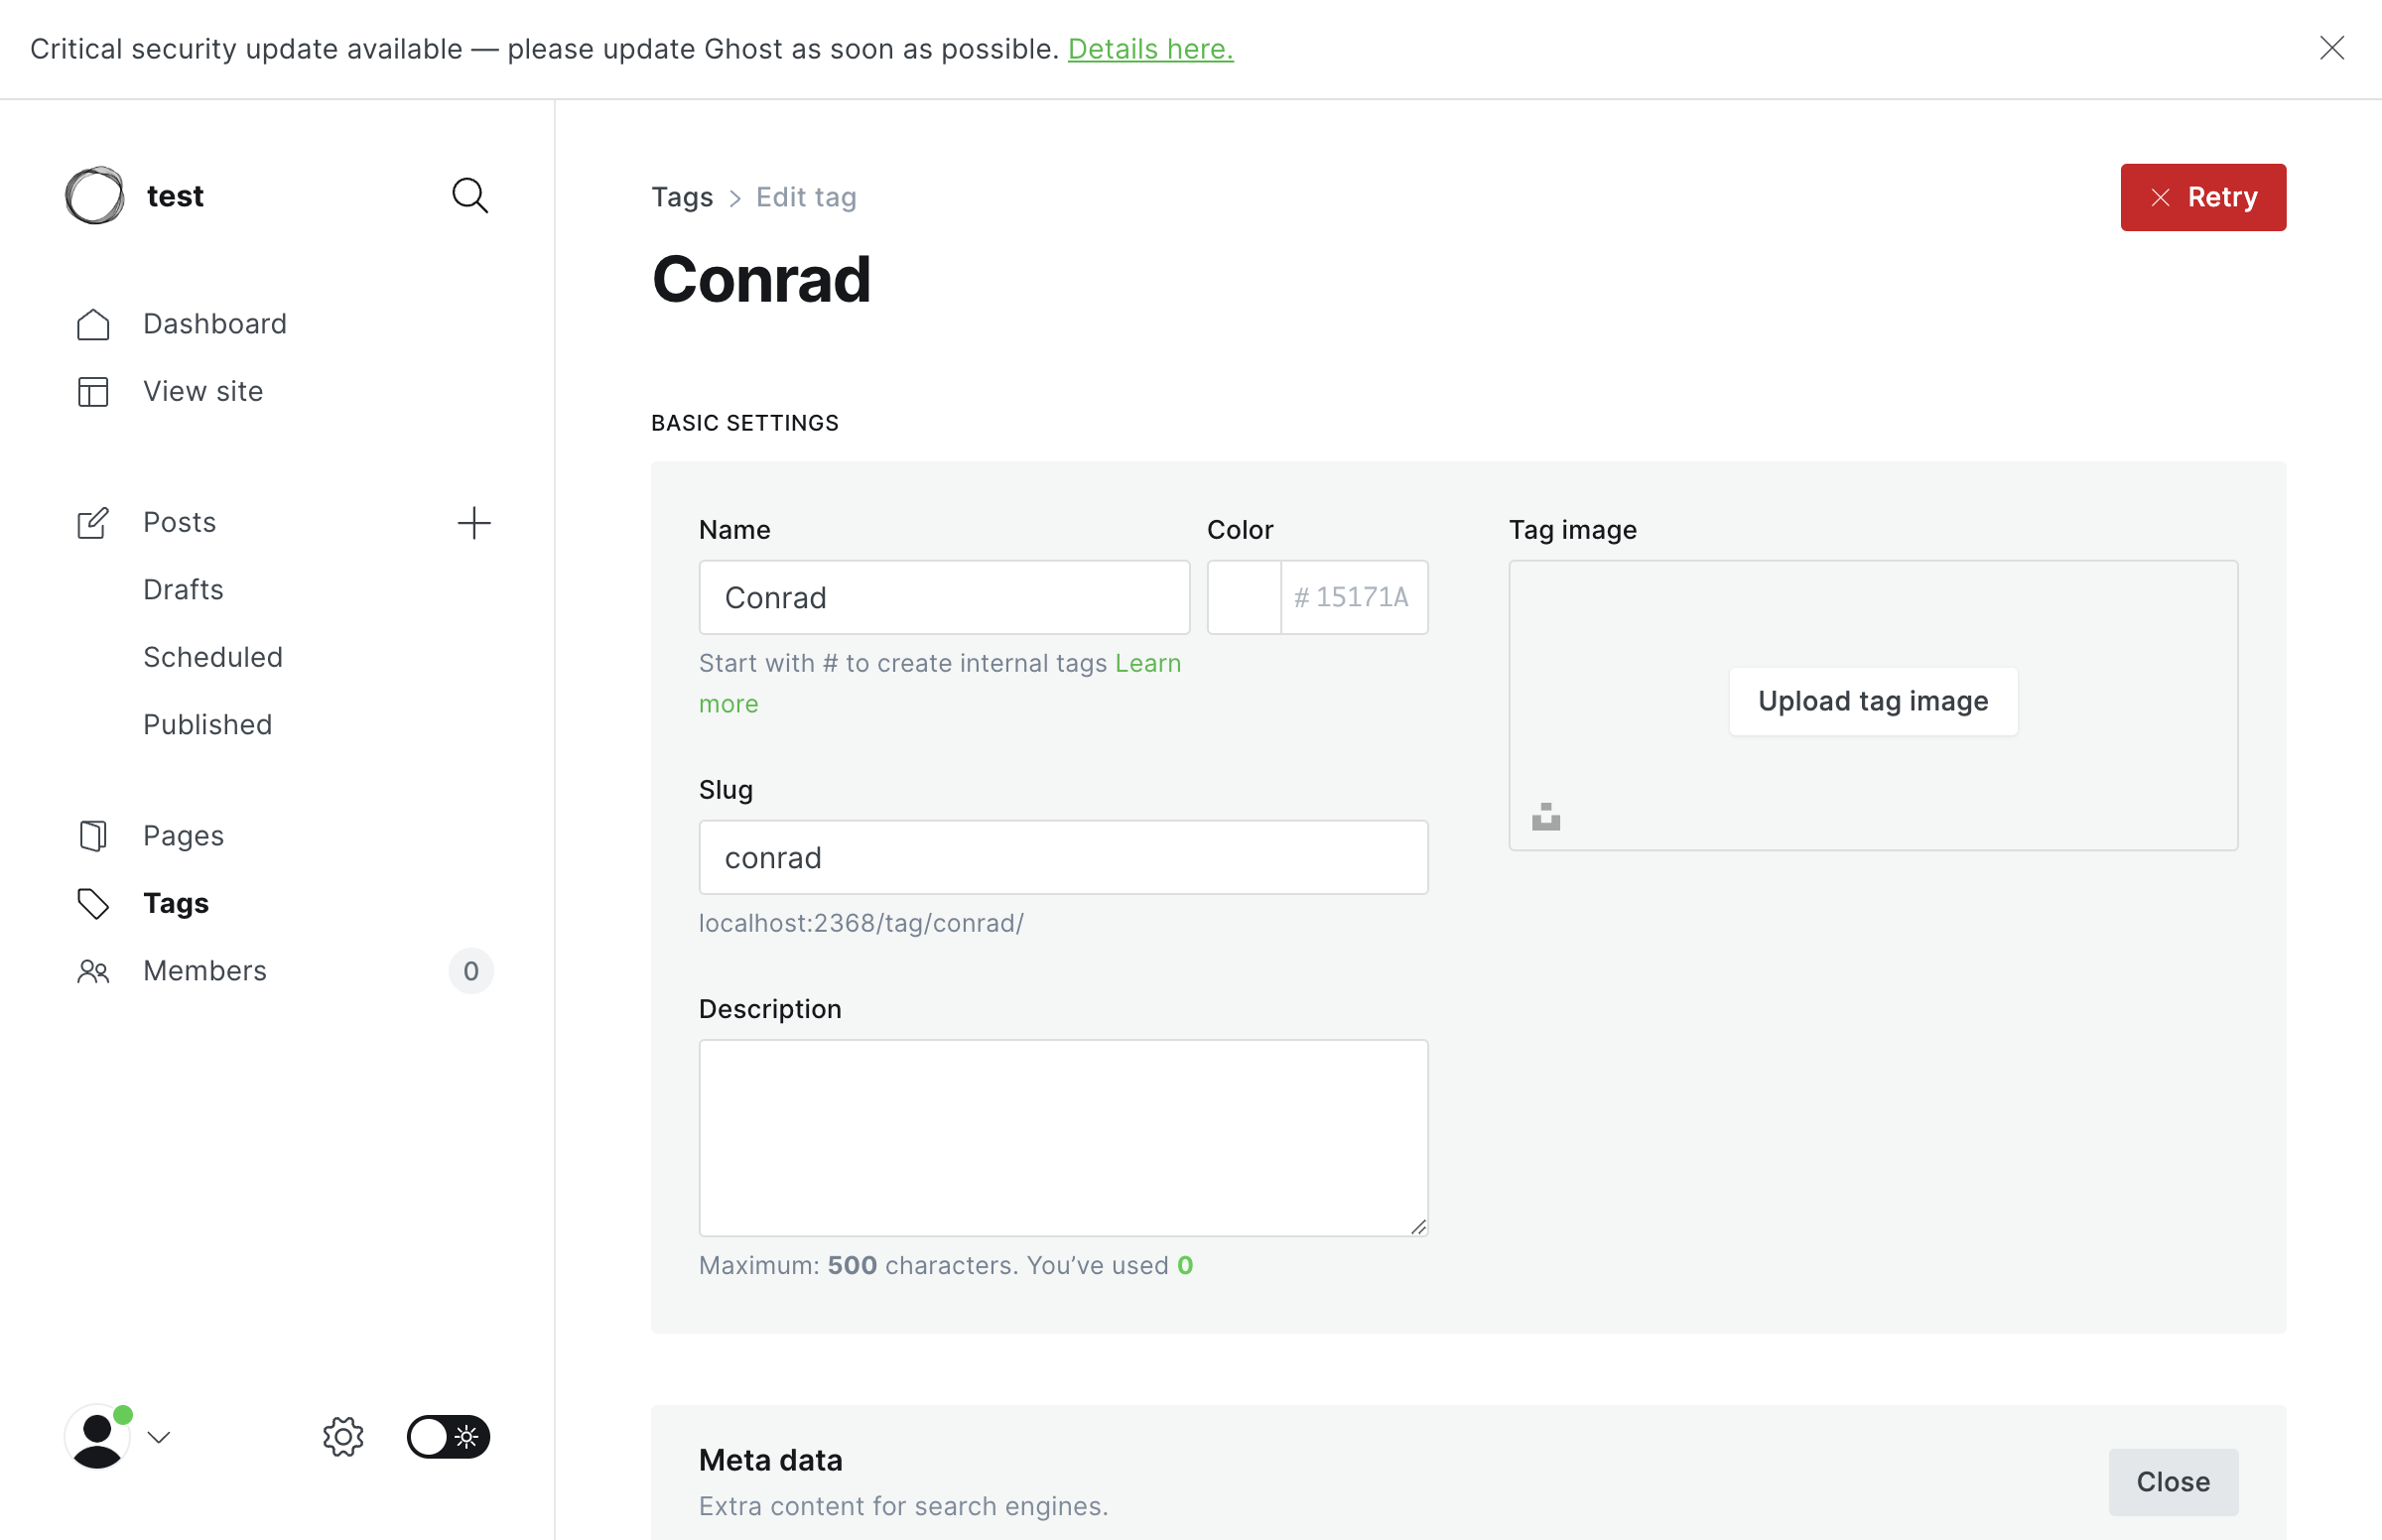 Critical security update available — please update Ghost as soon as possible. Details here.
test
Dashboard
View site
Posts
Drafts
Scheduled
Published
Pages
Tags
Members 0
Tags > Edit tag
Retry
Conrad
BASIC SETTINGS
Name
Conrad
Start with # to create internal tags Learn
more
Color
# 15171A
Slug
conrad
localhost:2368/tag/conrad/
Description
Maximum: 500 characters. You’ve used 0
Tag image
Upload tag image
Meta data
Extra content for search engines.
Close